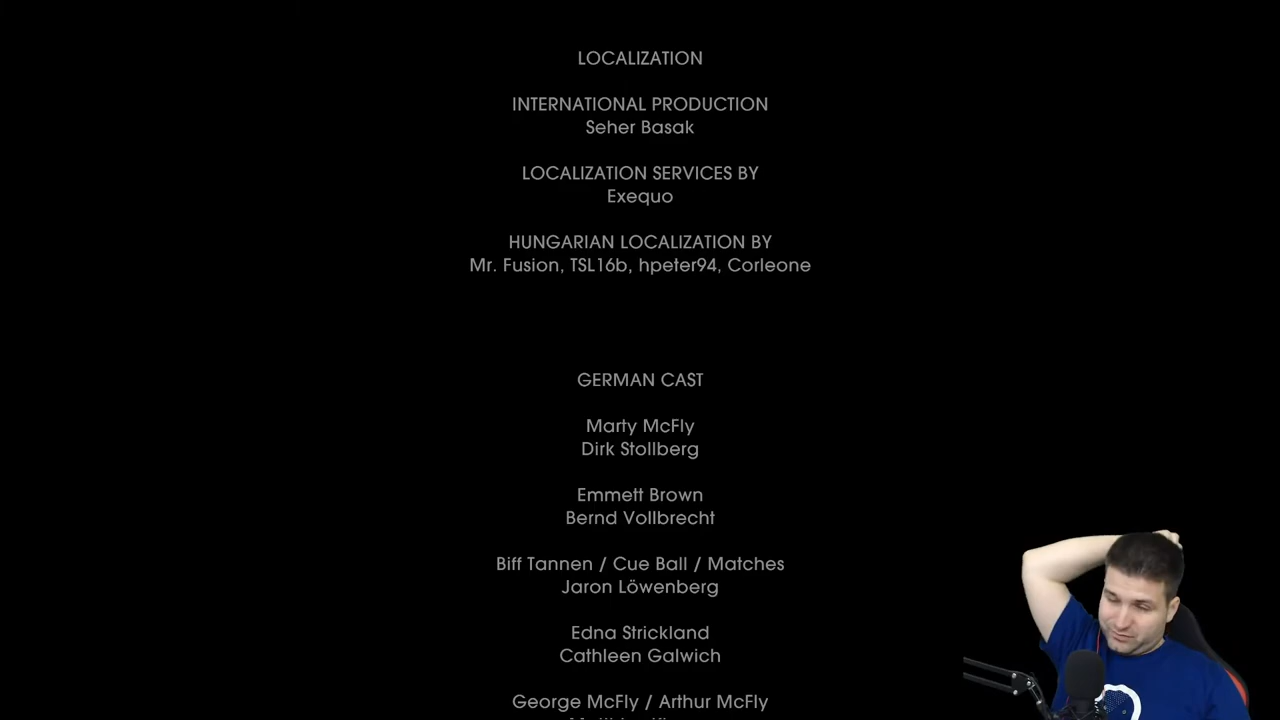 LOCALIZATION
INTERNATIONAL PRODUCTION
Seher Basak
LOCALIZATION SERVICES BY
Exequo
HUNGARIAN LOCALIZATION BY
Mr. Fusion, TSL16b, hpeter94, Corleone
GERMAN CAST
Marty McFly
Dirk Stollberg
Emmett Brown
Bernd Vollbrecht
Biff Tannen / Cue Ball / Matches
Jaron Löwenberg
Edna Strickland
Cathleen Galwich
George McFly / Arthur McFly